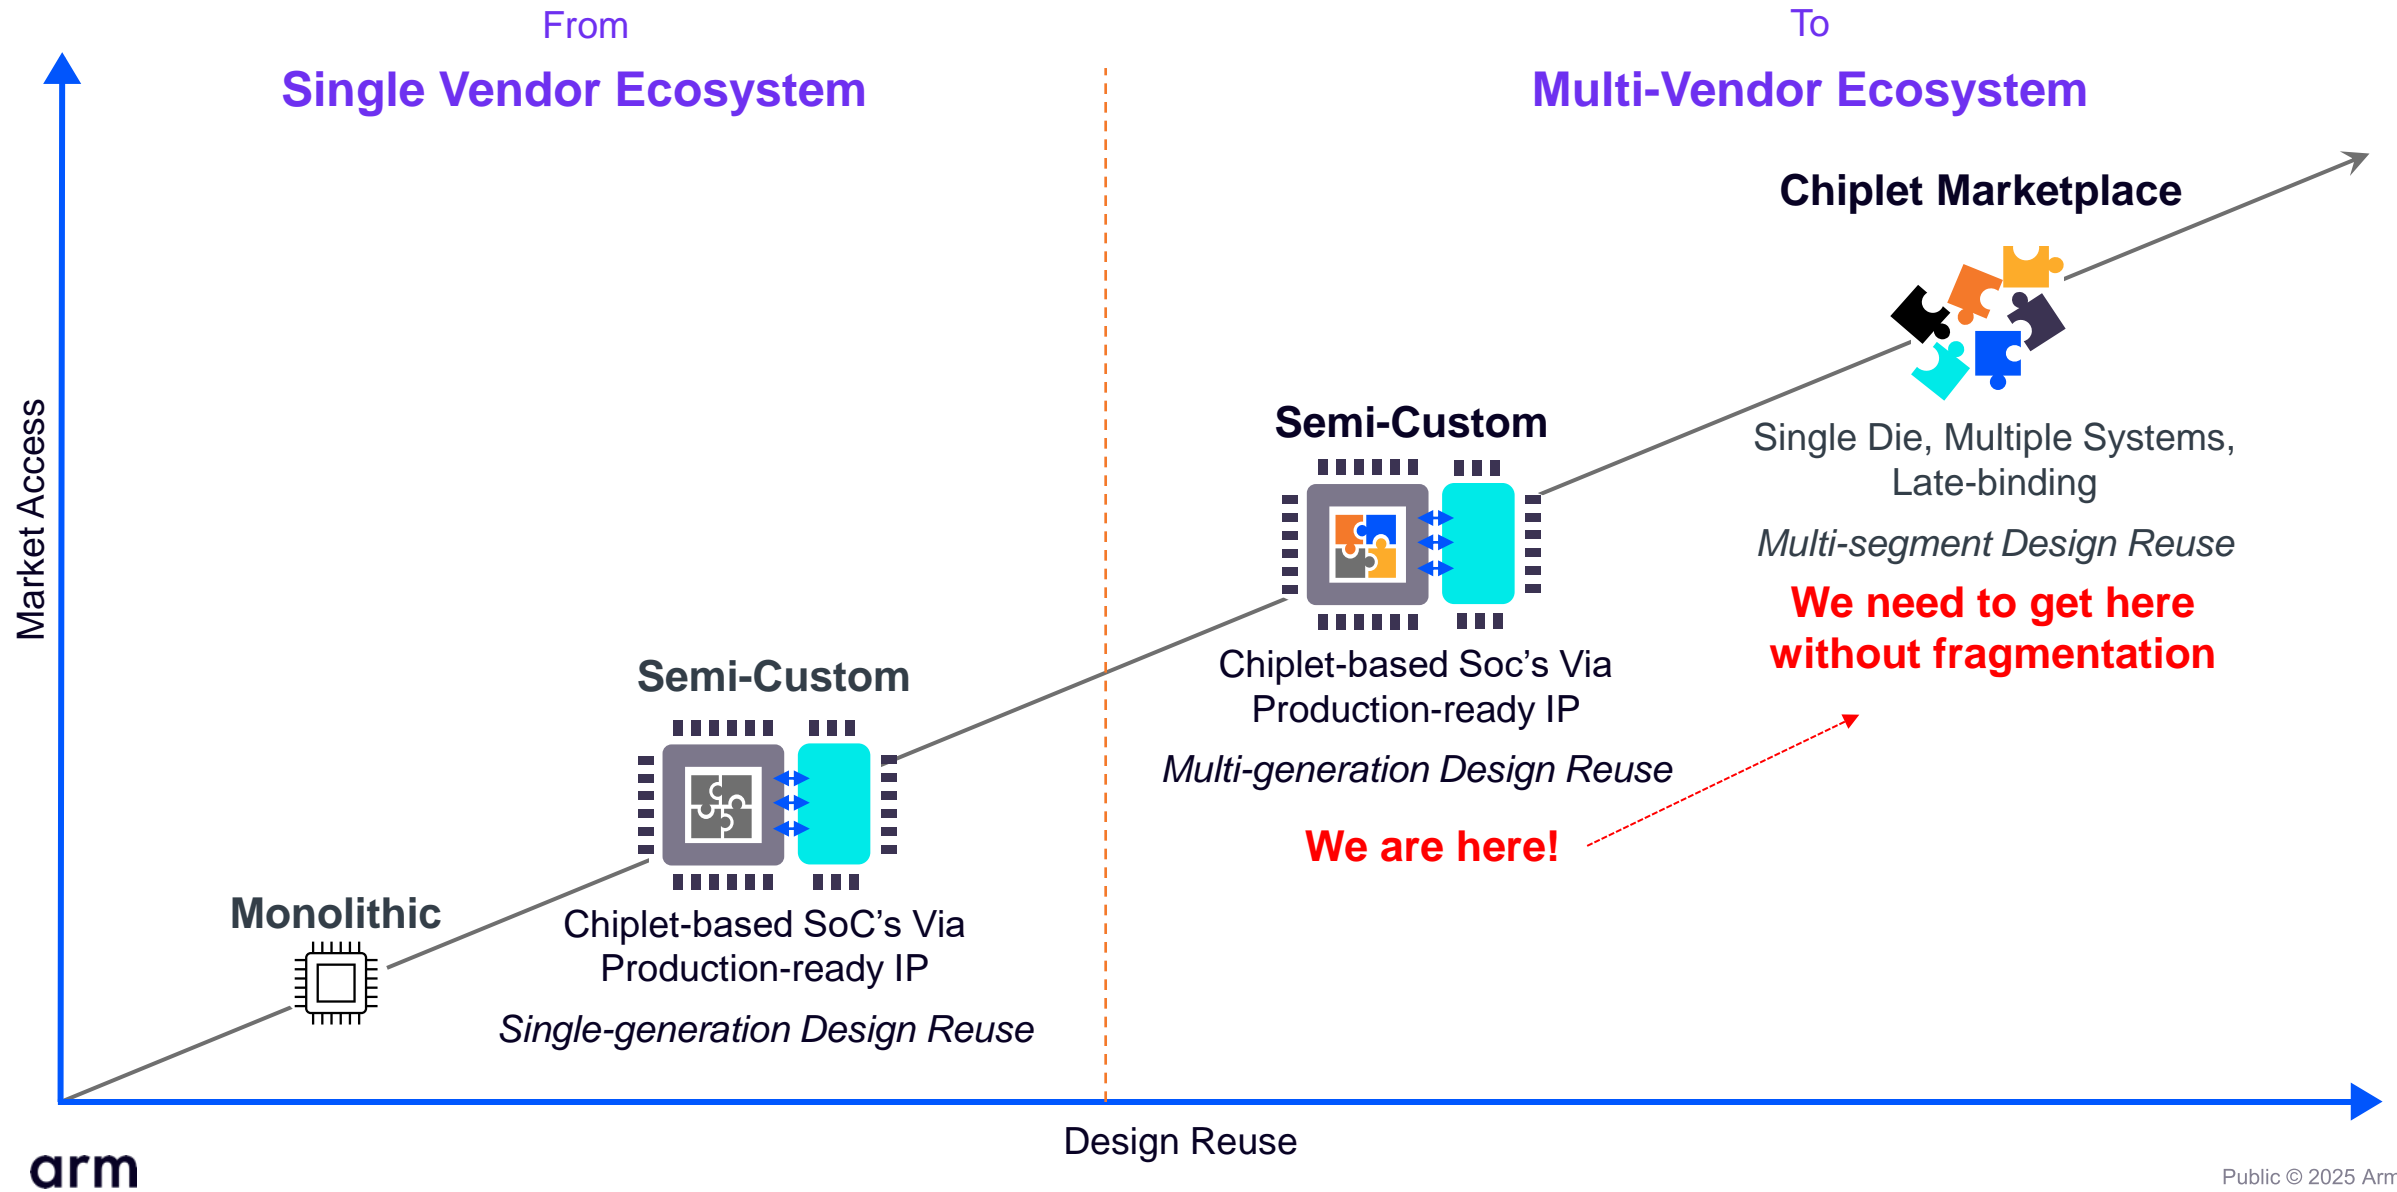 From
Single Vendor Ecosystem
To
Multi-Vendor Ecosystem
Market Access
Monolithic
Semi-Custom
Chiplet-based SoC’s Via
Production-ready IP
Single-generation Design Reuse
Semi-Custom
Chiplet-based Soc’s Via
Production-ready IP
Multi-generation Design Reuse
We are here!
Chiplet Marketplace
Single Die, Multiple Systems,
Late-binding
Multi-segment Design Reuse
We need to get here
without fragmentation
Design Reuse
arm
Public © 2025 Arm